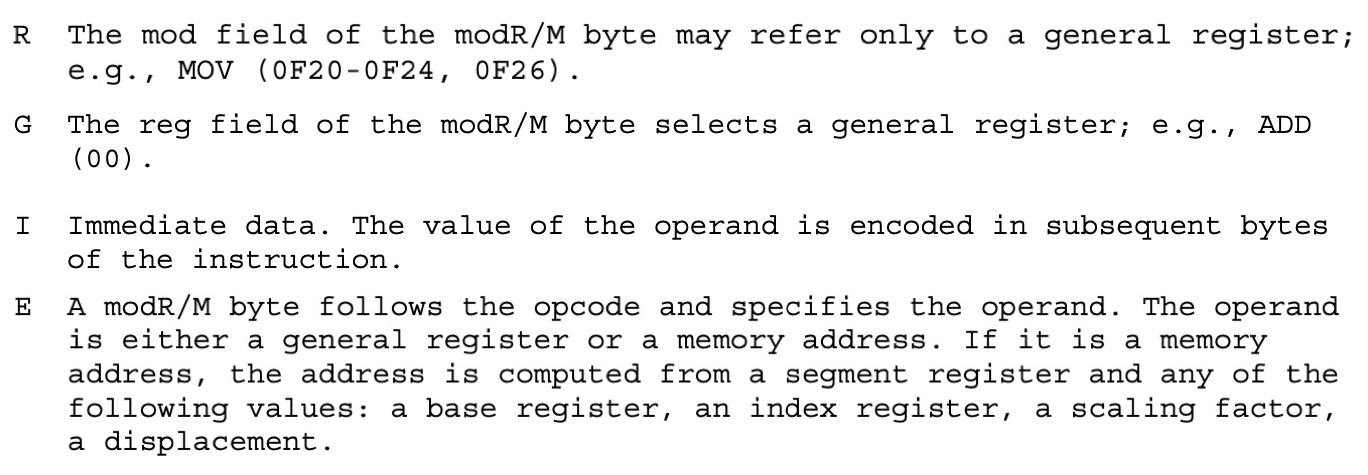 R The mod field of the modR/M byte may refer only to a general register;
e.g., MOV (0F20-0F24, 0F26).
G The reg field of the modR/M byte selects a general register; e.g., ADD
(00).
I Immediate data. The value of the operand is encoded in subsequent bytes
of the instruction.
E A modR/M byte follows the opcode and specifies the operand. The operand
is either a general register or a memory address. If it is a memory
address, the address is computed from a segment register and any of the
following values: a base register, an index register, a scaling factor,
a displacement.